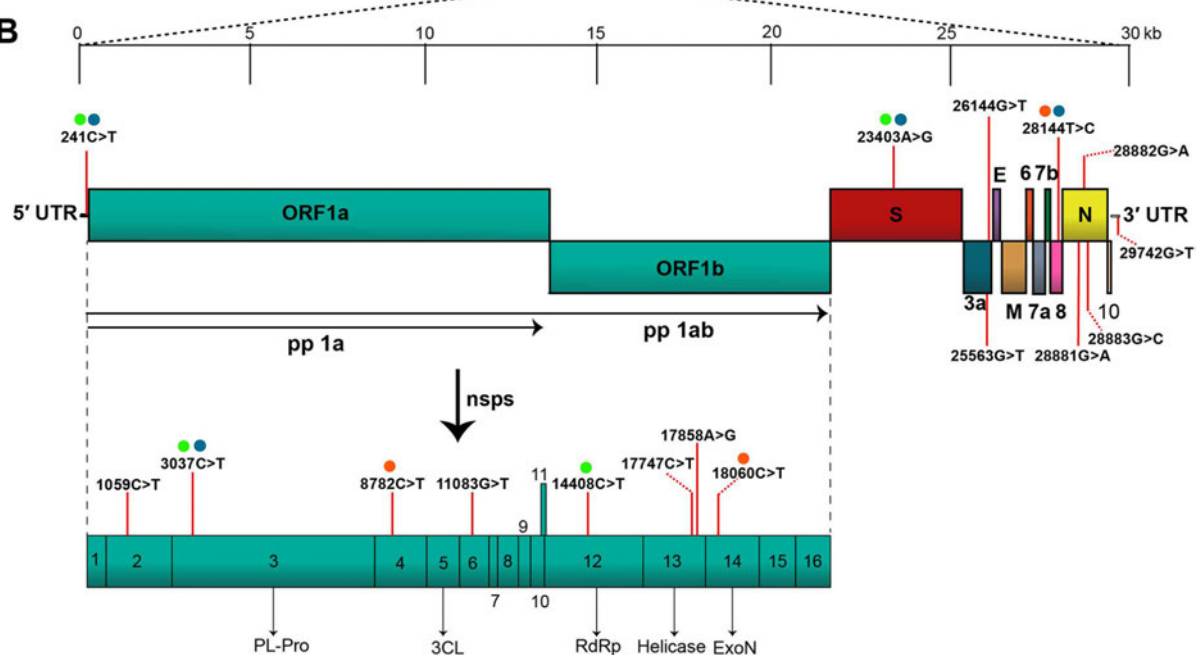 B
0 5 10 15 20 25 30 kb
26144G>T
241C>T 23403A>G 28144T>C
28882G>A
E 6 7b
5′ UTR ORF1a S N 3′ UTR
29742G>T
ORF1b
3a M 7a 8 10
pp 1a pp 1ab
28883G>C
25563G>T 28881G>A
nsps
17858A>G
3037C>T 17747C>T
18060C>T
1059C>T 8782C>T 11083G>T 11 14408C>T
9
1 2 3 4 5 6 8 12 13 14 15 16
7 10
PL-Pro 3CL RdRp Helicase ExoN